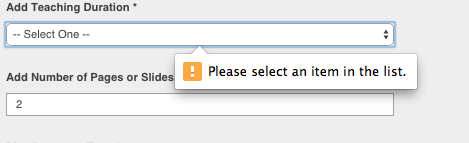 Add Teaching Duration *
-- Select One --
Please select an item in the list.
Add Number of Pages or Slides
2